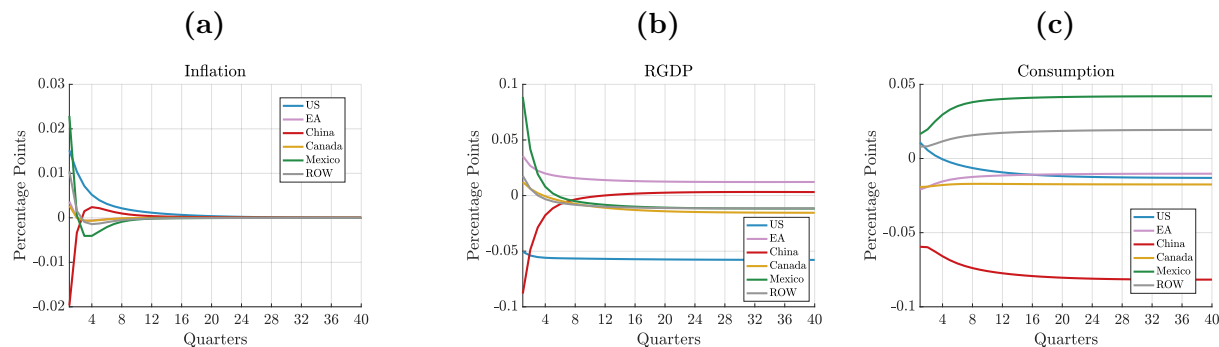 (a)
Inflation
Percentage Points
0.03
0.02
0.01
0
-0.01
-0.02
4 8 12 16 20 24 28 32 36 40
Quarters
US
EA
China
Canada
Mexico
ROW
(b)
RGDP
Percentage Points
0.1
0.05
0
-0.05
-0.1
4 8 12 16 20 24 28 32 36 40
Quarters
US
EA
China
Canada
Mexico
ROW
(c)
Consumption
Percentage Points
0.05
0
-0.05
-0.1
4 8 12 16 20 24 28 32 36 40
Quarters
US
EA
China
Canada
Mexico
ROW